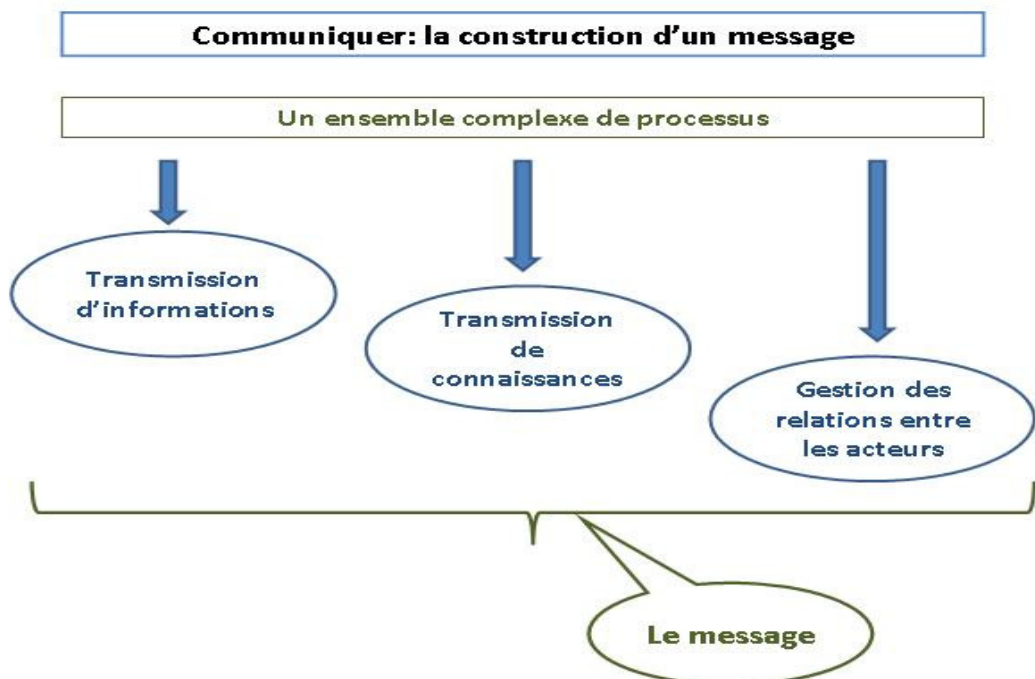 Communiquer: la construction d’un message
Un ensemble complexe de processus
Transmission
d’informations
Transmission
de
connaissances
Gestion des
relations entre
les acteurs
Le message